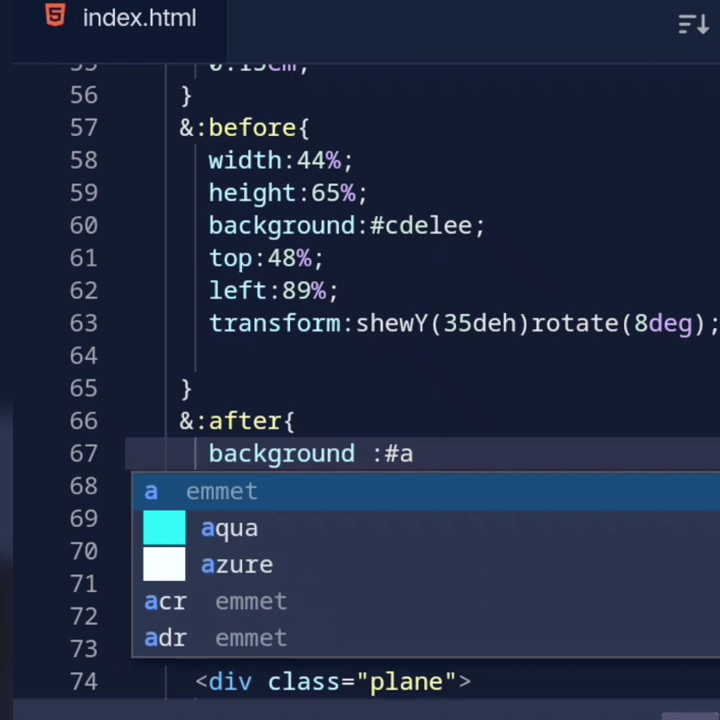 index.html
56 }
57 &:before{
58 width:44%;
59 height:65%;
60 background:#cdelee;
61 top:48%;
62 left:89%;
63 transform:shewY(35deh)rotate(8deg);
64
65 }
66 &:after{
67 background :#a
68 a emmet
69 aqua
70 azure
71 acr emmet
72
73 adr emmet
74 <div class="plane">